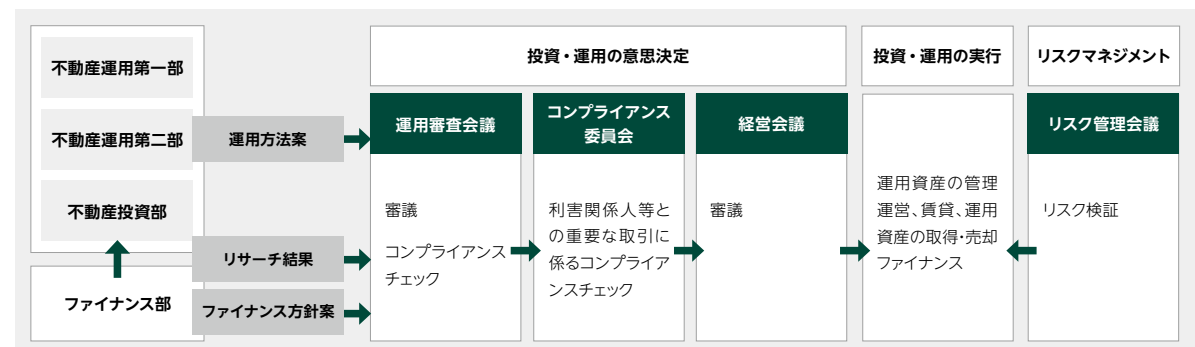 不動産運用第一部
不動産運用第二部
不動産投資部
ファイナンス部
運用方法案
リサーチ結果
ファイナンス方針案
投資・運用の意思決定
運用審査会議
審議
コンプライアンス
チェック
コンプライアンス
委員会
利害関係人等と
の重要な取引に
係るコンプライア
ンスチェック
経営会議
審議
投資・運用の実行
運用資産の管理
運営、賃貸、運用
資産の取得・売却
ファイナンス
リスクマネジメント
リスク管理会議
リスク検証